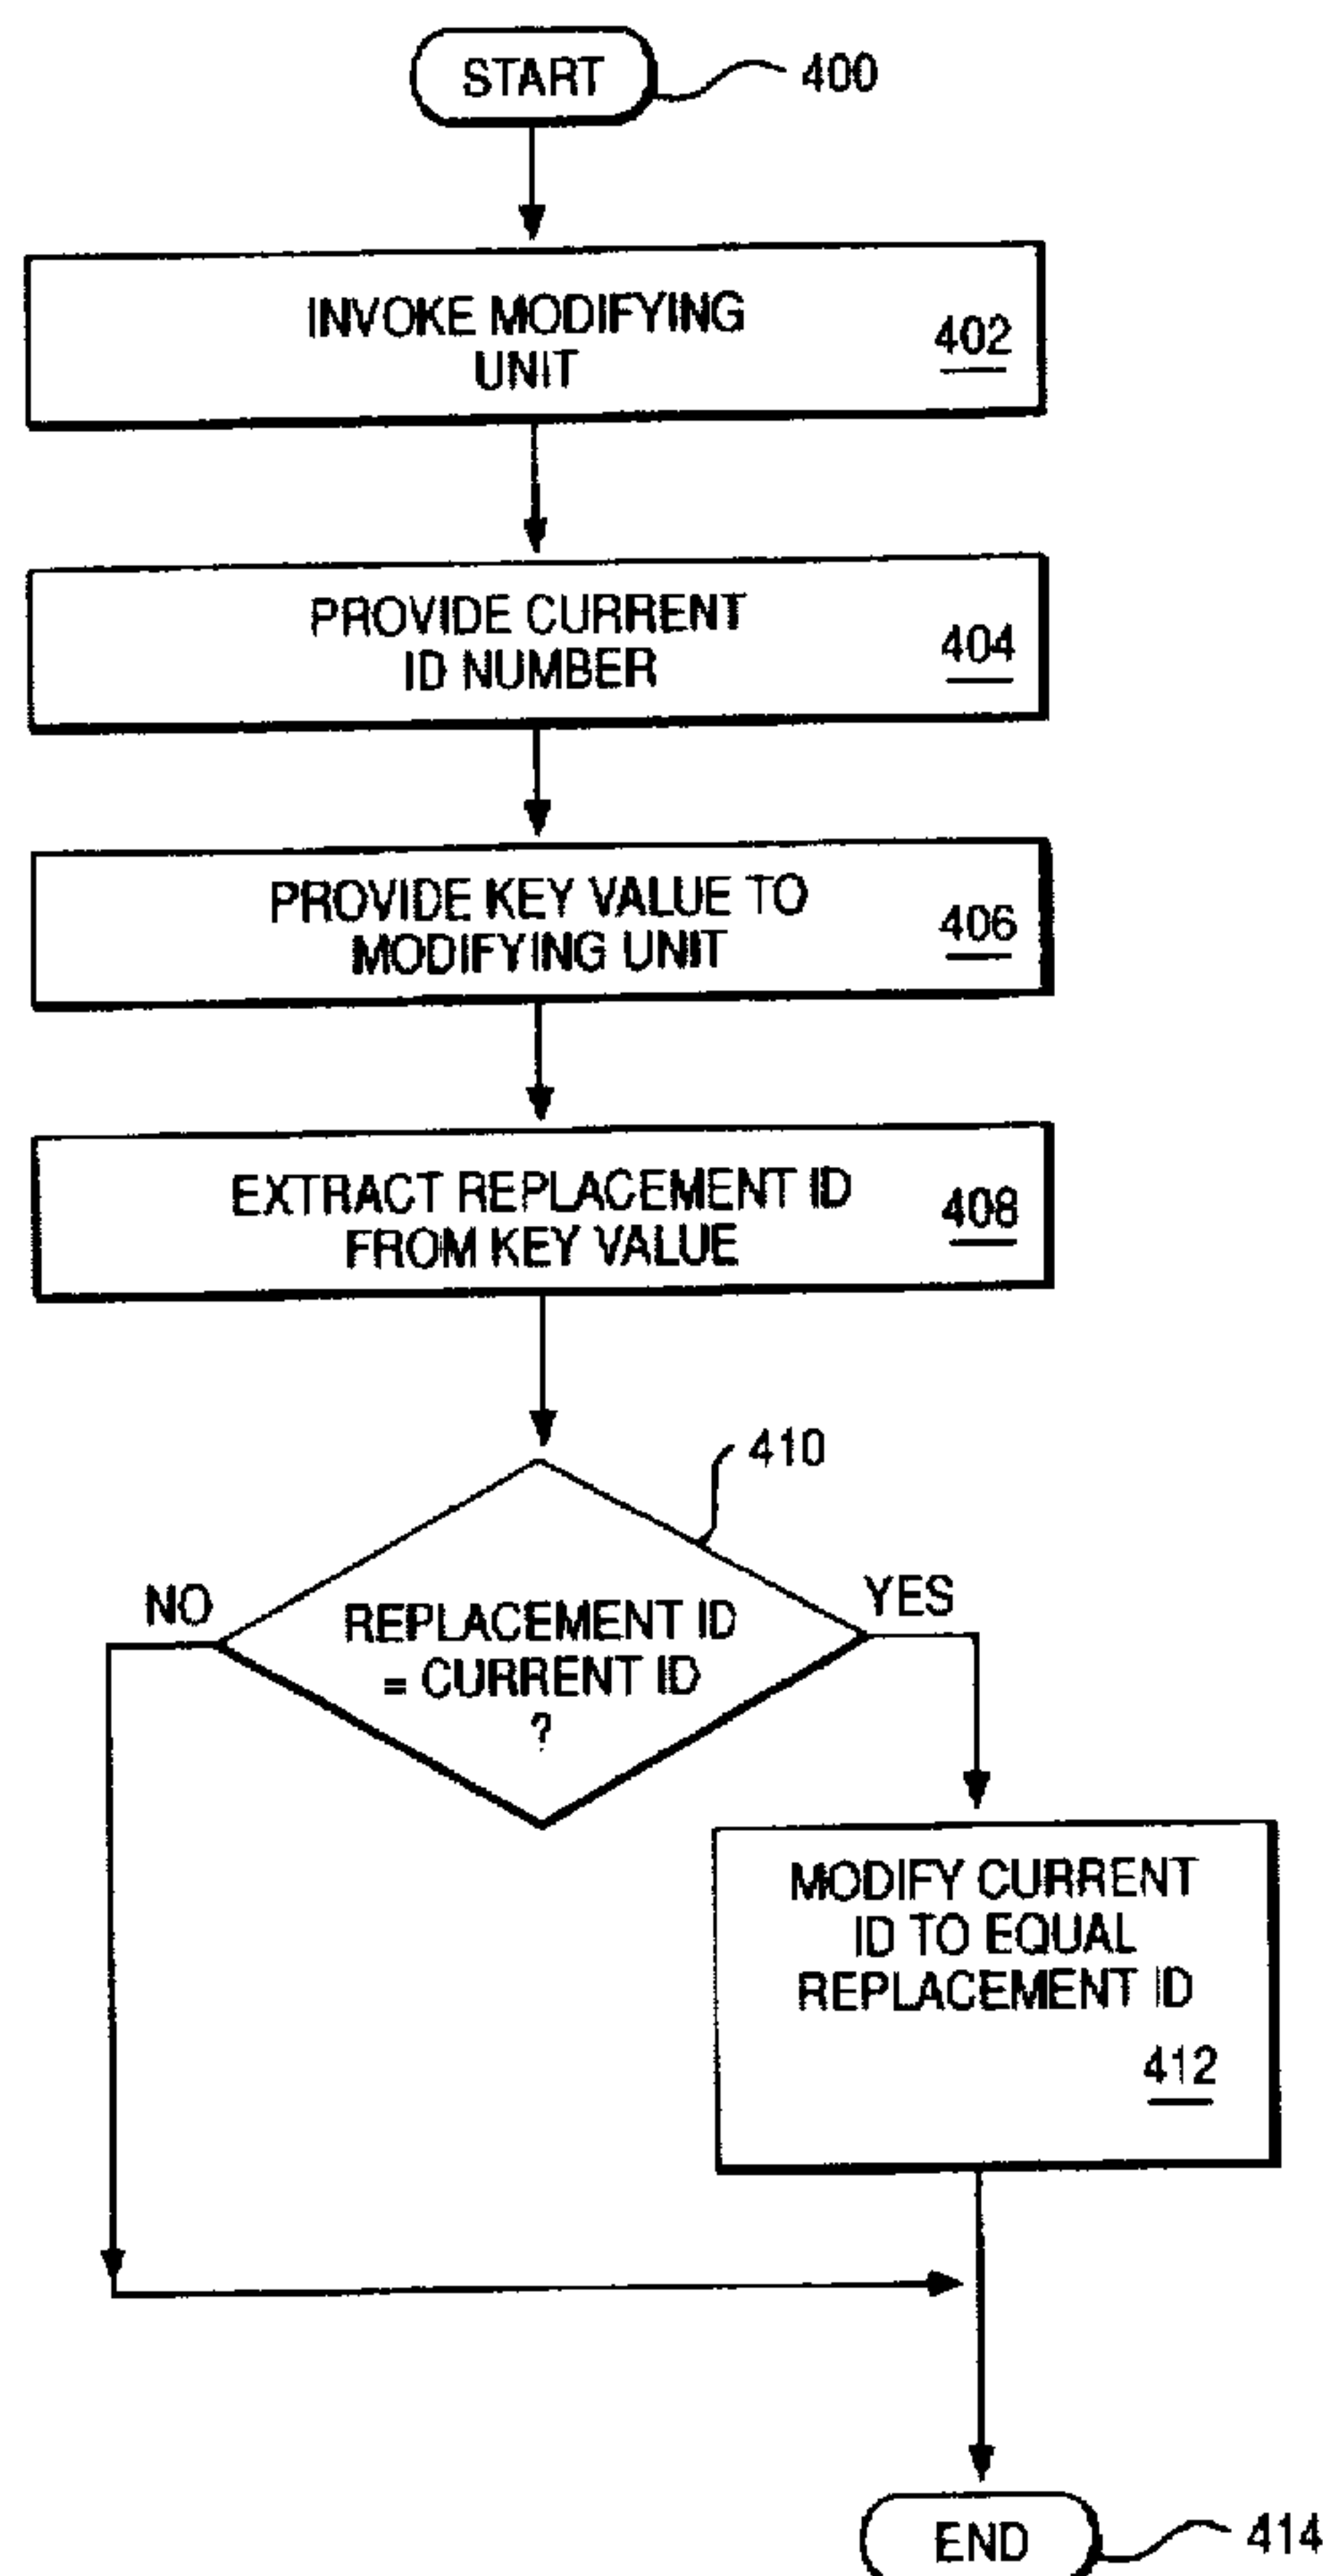 START
400
INVOKE MODIFYING
UNIT
402
PROVIDE CURRENT
ID NUMBER
404
PROVIDE KEY VALUE TO
MODIFYING UNIT
406
EXTRACT REPLACEMENT ID
FROM KEY VALUE
408
410
NO
YES
REPLACEMENT ID
= CURRENT ID
?
MODIFY CURRENT
ID TO EQUAL
REPLACEMENT ID
412
END
414